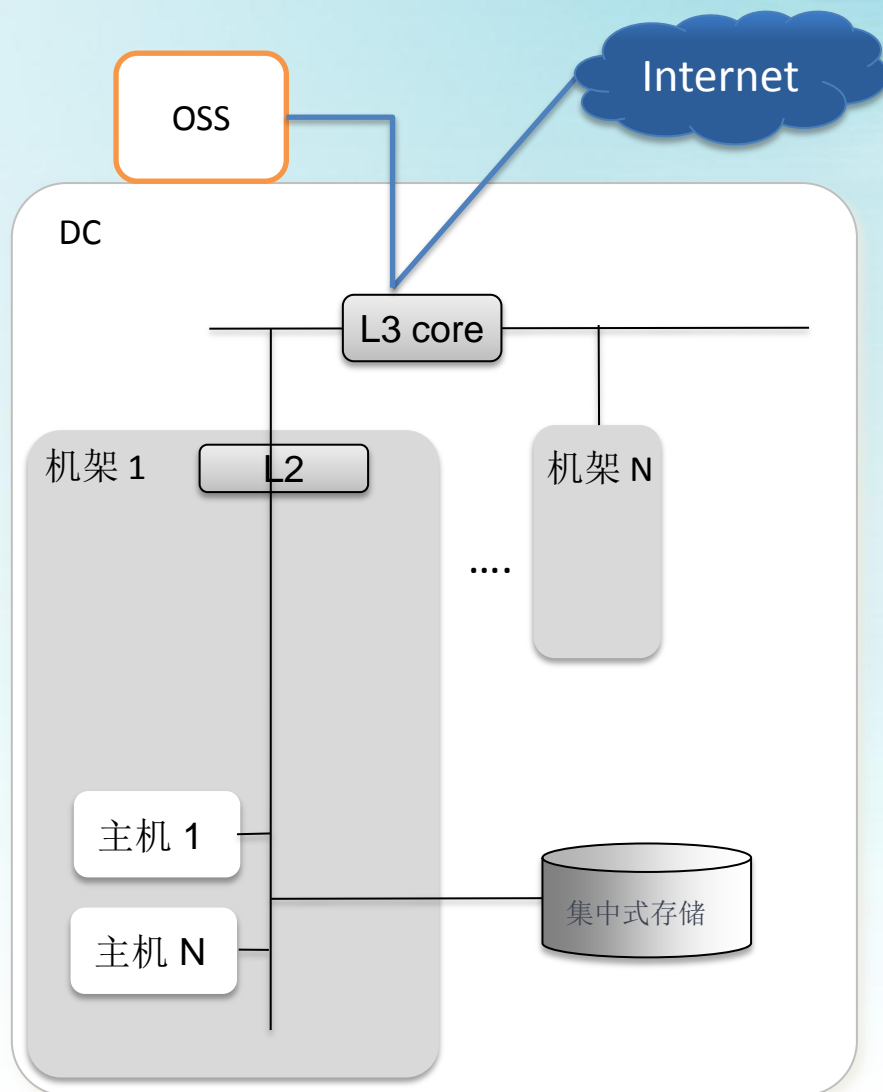 Internet
OSS
DC
L3 core
机架 1
L2
机架 N
....
主机 1
集中式存储
主机 N